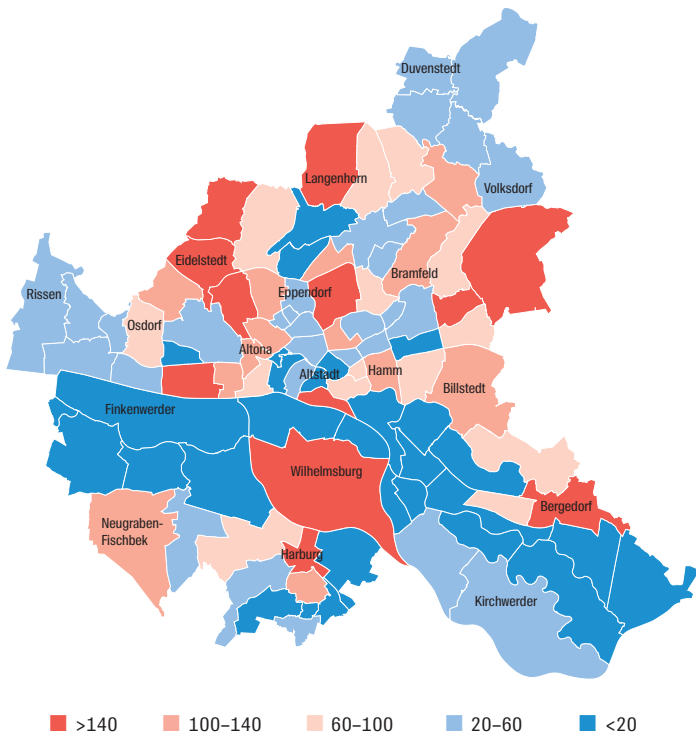 Duvenstedt
Langenhorn
Volksdorf
Eidelstedt
Bramfeld
Rissen
Eppendorf
Osdorf
Altona
Altstadt
Hamm
Billstedt
Finkenwerder
Wilhelmsburg
Bergedorf
Neugraben-
Fischbek
Harburg
Kirchwerder
>140
100–140
60–100
20–60
<20